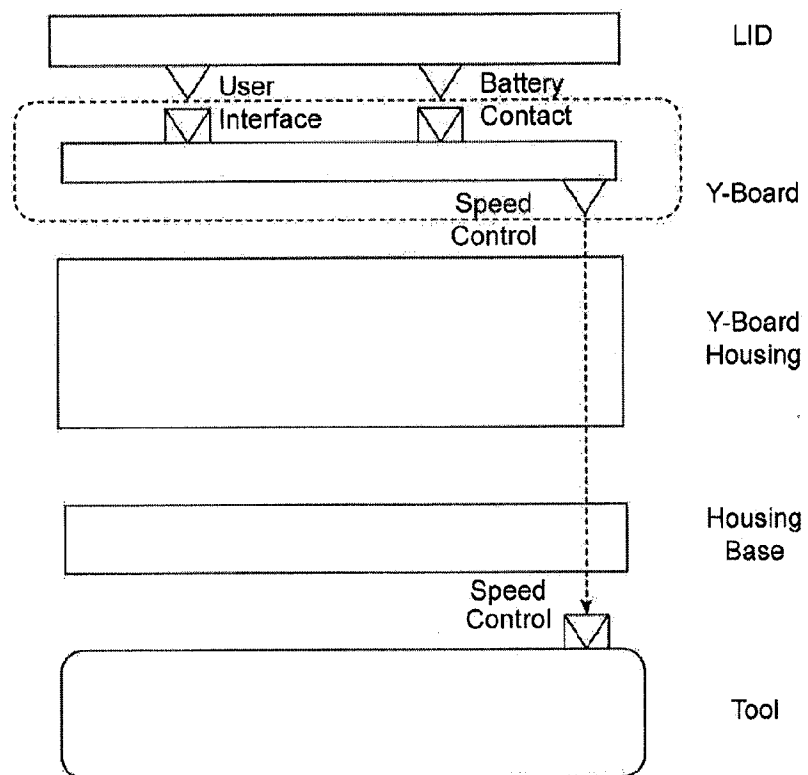 LID
User
Interface
Battery
Contact
Speed
Control
Y-Board
Y-Board
Housing
Housing
Base
Speed
Control
Tool